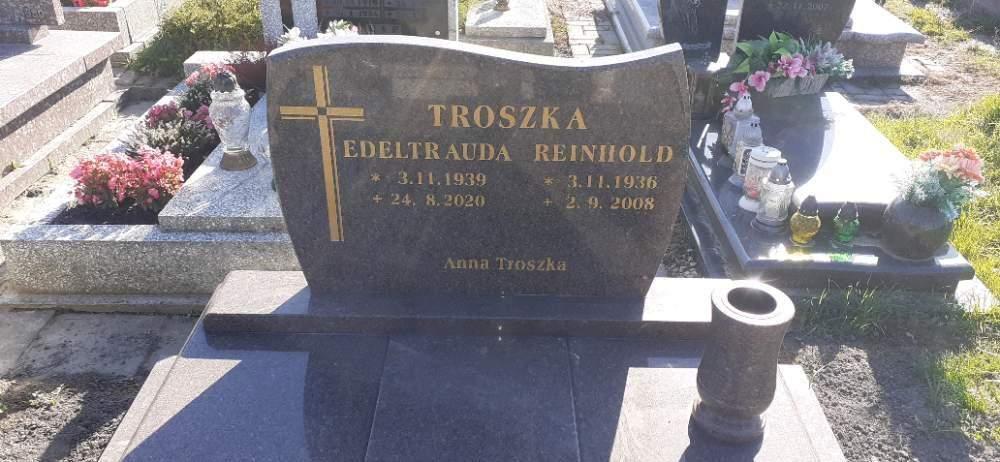 TROSZKA
EDELTRAUDA REINHOLD
* 3.11.1939 * 3.11.1936
+ 24.8.2020 + 2.9.2008
Anna Troszka